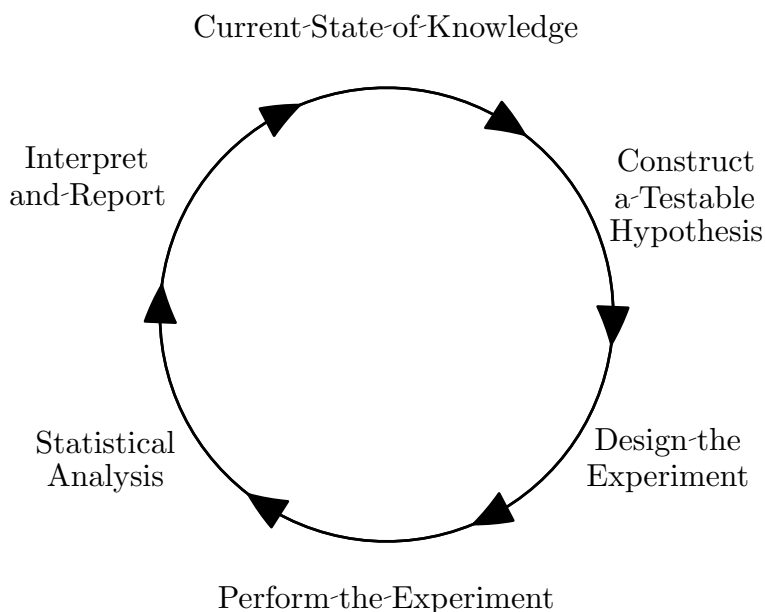 Current-State-of-Knowledge
Construct
a-Testable
Hypothesis
Design-the
Experiment
Perform-the-Experiment
Statistical
Analysis
Interpret
and-Report